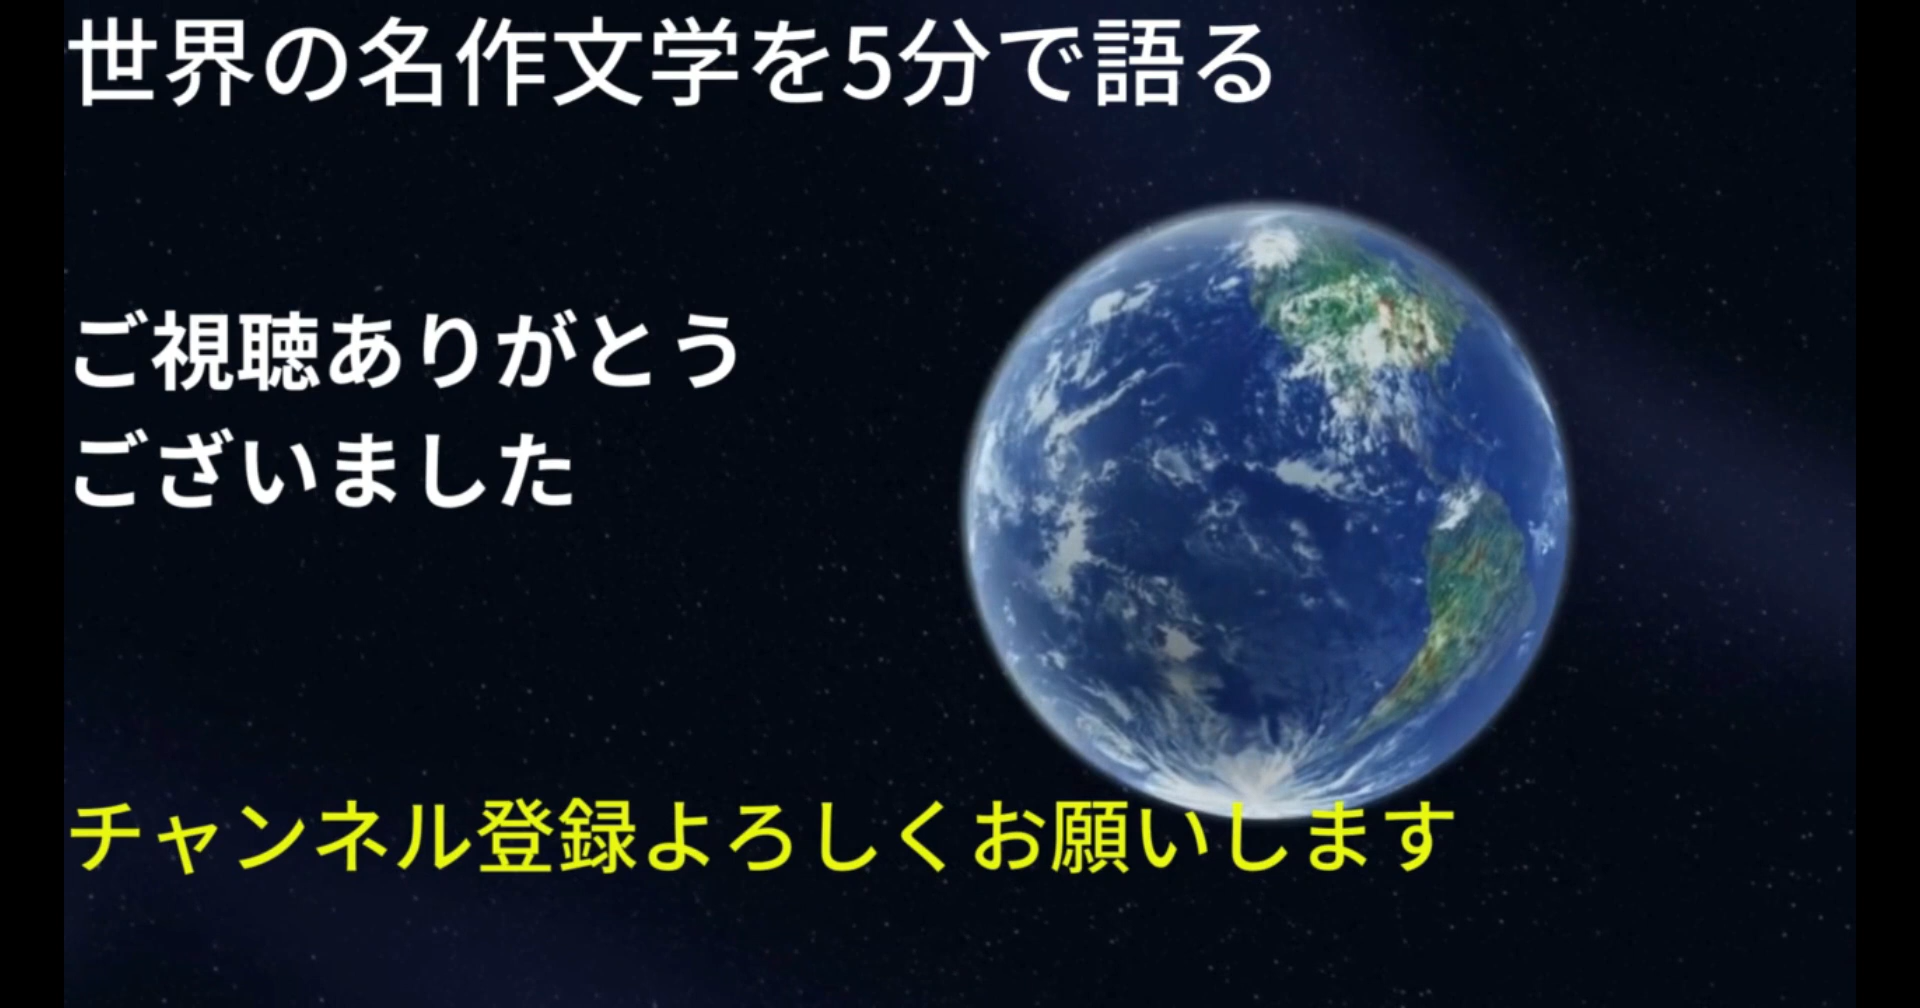 世界の名作文学を5分で語る
ご視聴ありがとう
ございました
チャンネル登録よろしくお願いします